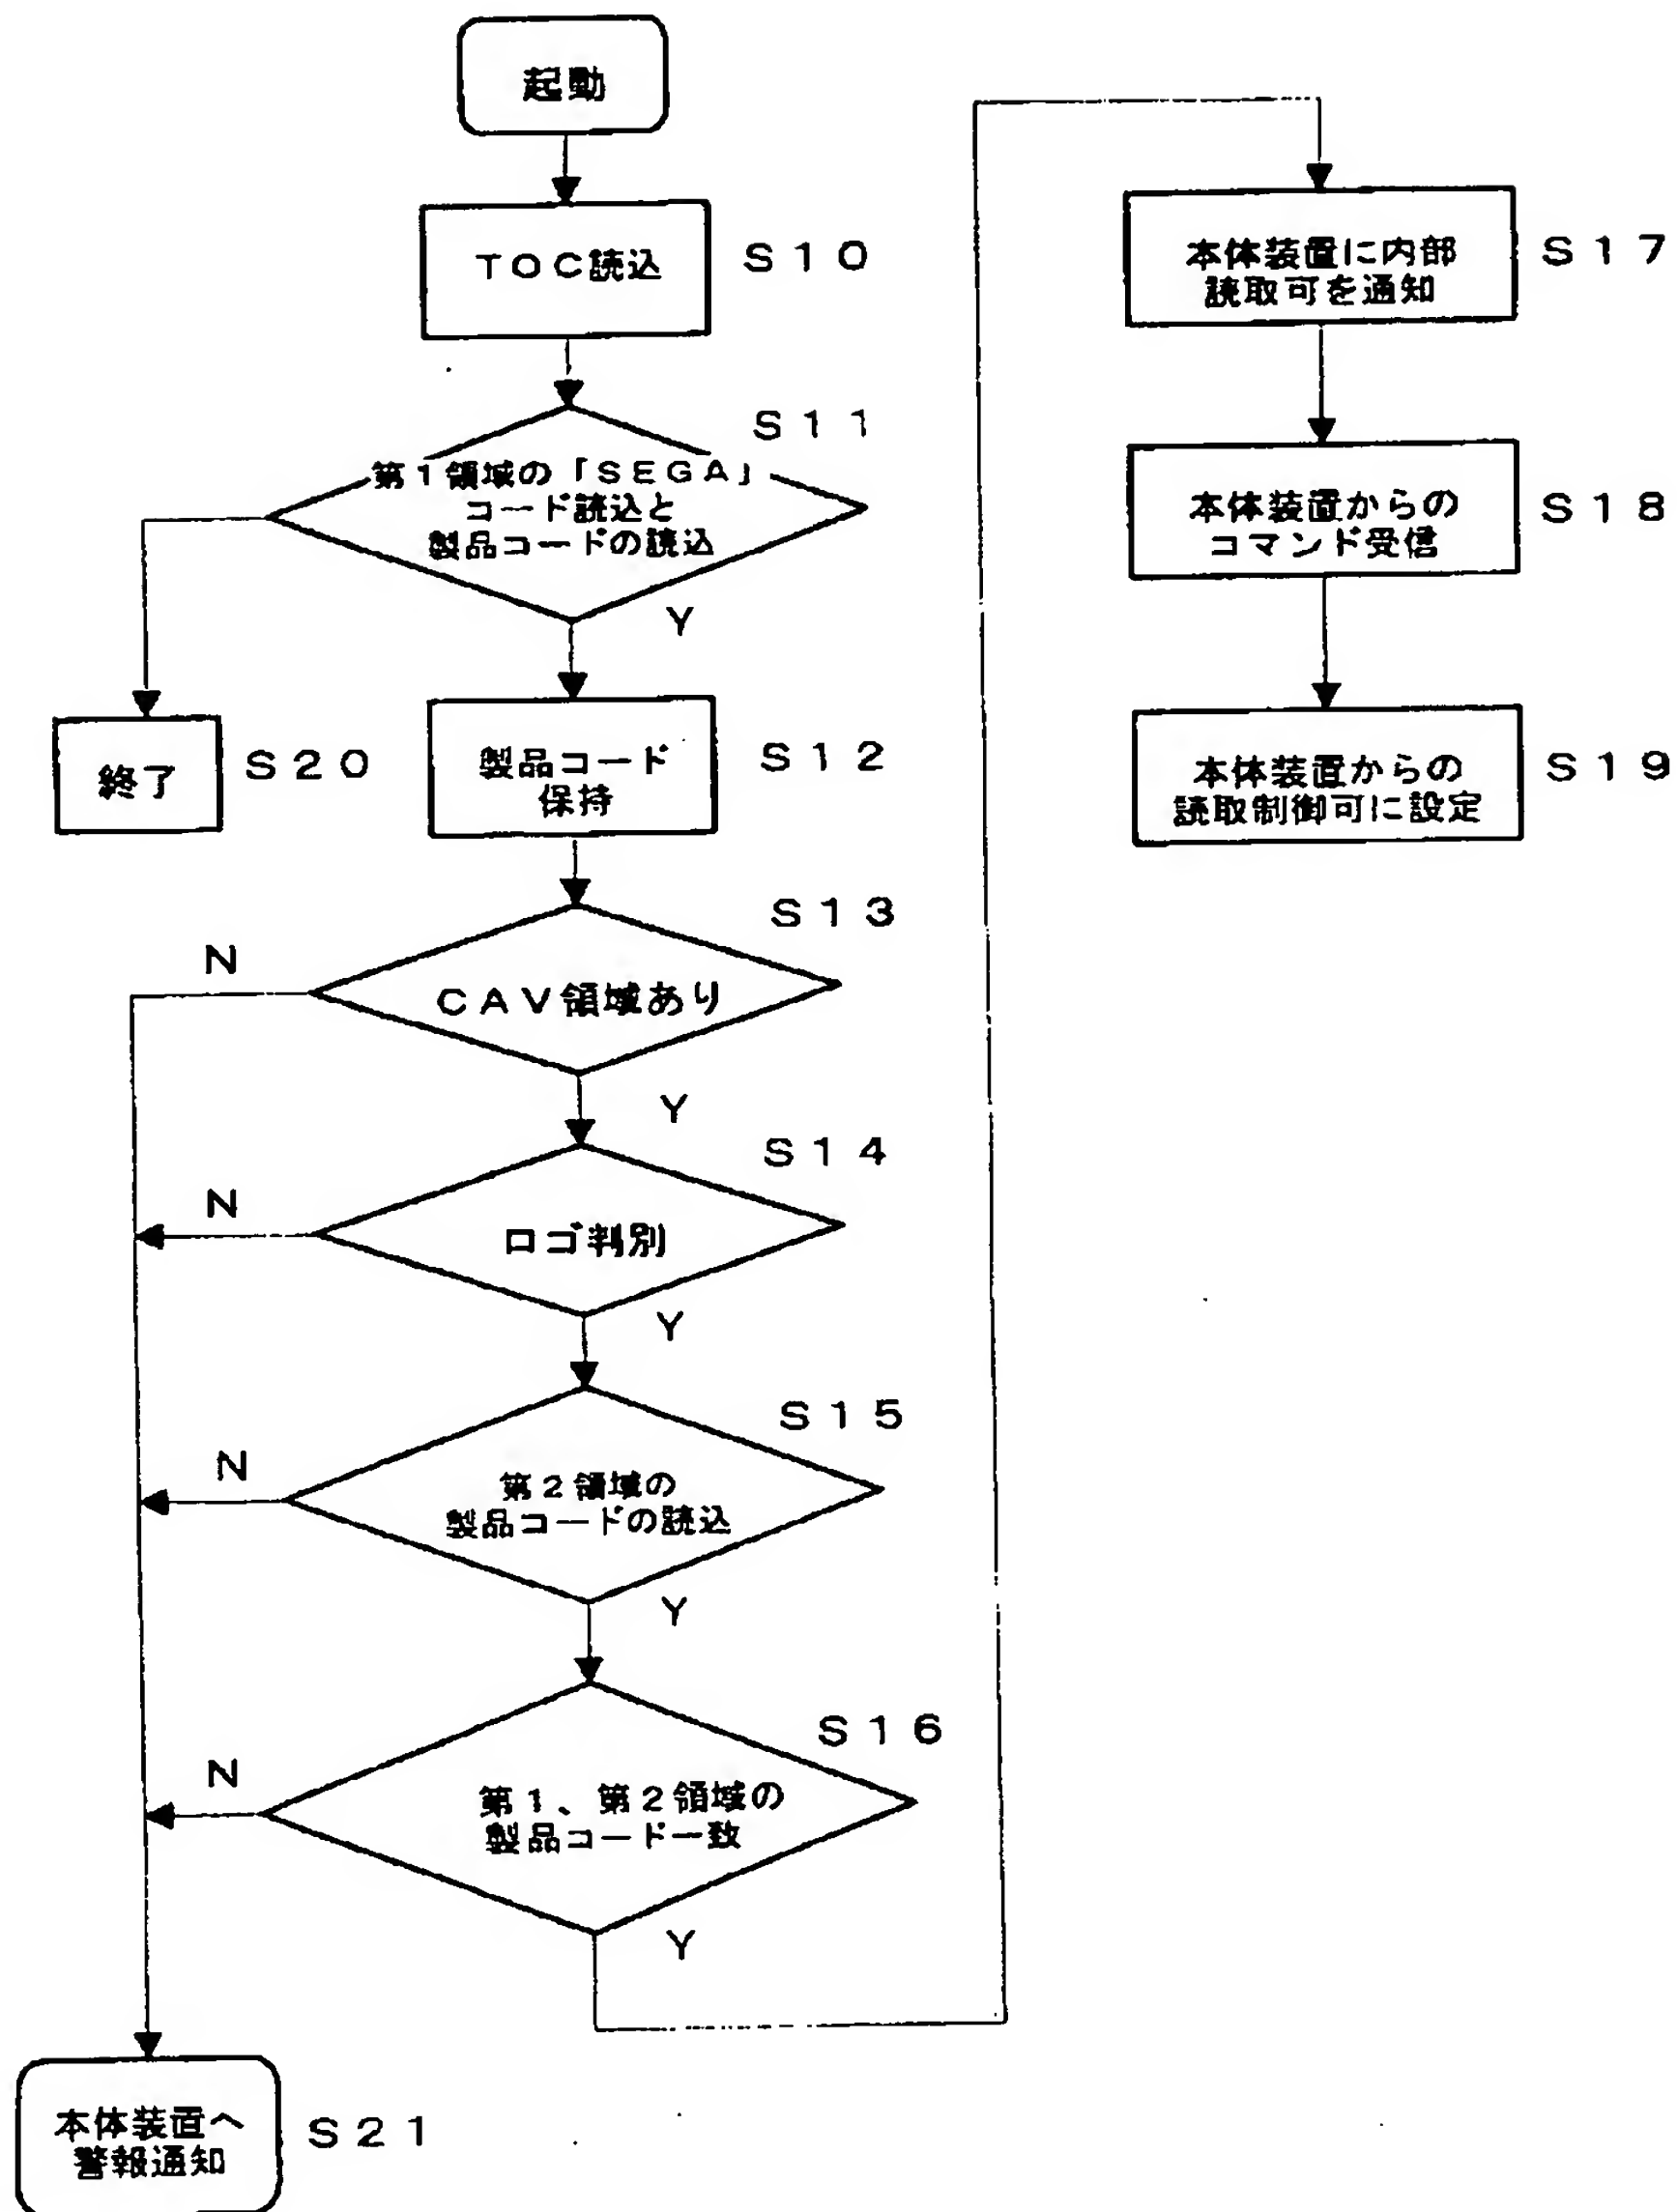 起動
TOC読込
S10
S11
第1領域の「SEGA」
コード読込と
製品コードの読込
Y
終了
S20
製品コード
保持
S12
S13
N
CAV領域あり
Y
S14
N
ロゴ判別
Y
S15
N
第2領域の
製品コードの読込
Y
S16
N
第1、第2領域の
製品コード一致
Y
本体装置へ
警報通知
S21
本体装置に内部
読取可を通知
S17
本体装置からの
コマンド受信
S18
本体装置からの
読取制御可に設定
S19